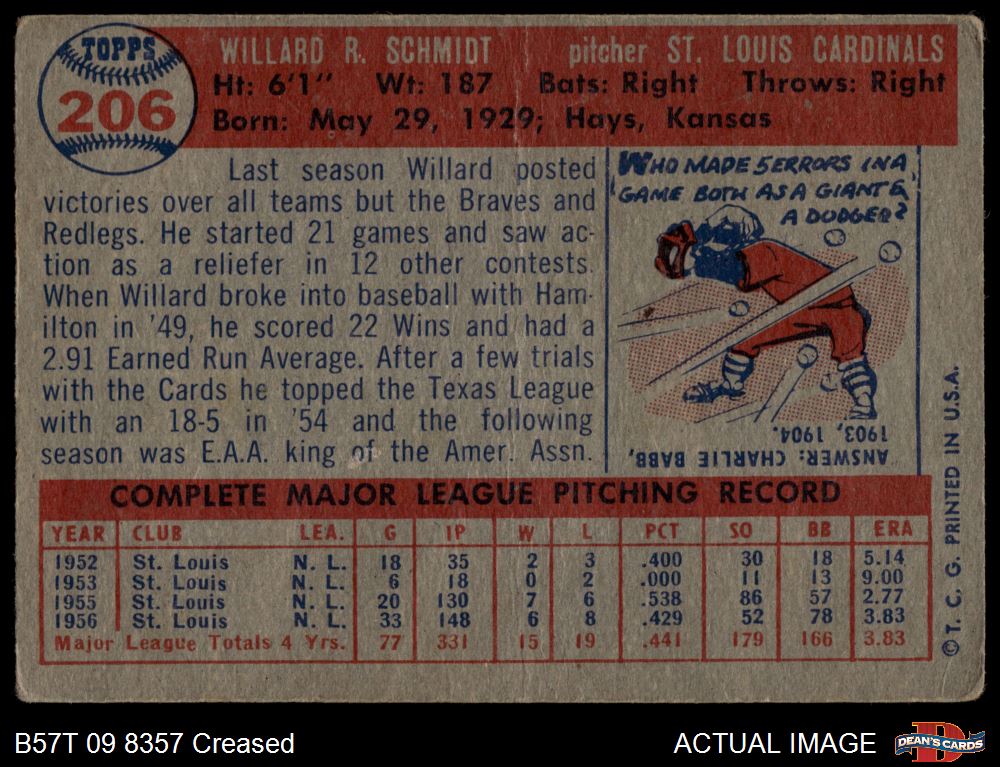 TOPPS
206
WILLARD R. SCHMIDT pitcher ST. LOUIS CARDINALS
Ht: 6'1" Wt: 187 Bats: Right Throws: Right
Born: May 29, 1929; Hays, Kansas
Last season Willard posted
victories over all teams but the Braves and
Redlegs. He started 21 games and saw ac-
tion as a reliefer in 12 other contests.
When Willard broke into baseball with Ham-
ilton in '49, he scored 22 Wins and had a
2.91 Earned Run Average. After a few trials
with the Cards he topped the Texas League
with an 18-5 in '54 and the following
season was E.A.A. king of the Amer. Assn.
WHO MADE 5 ERRORS IN A
GAME BOTH AS A GIANT &
A DODGER?
ANSWER: CHARLIE BABB,
1903, 1904.
COMPLETE MAJOR LEAGUE PITCHING RECORD
YEAR CLUB LEA. G IP W L PCT SO BB ERA
1952 St. Louis N. L. 18 35 2 3 .400 30 18 5.14
1953 St. Louis N. L. 6 18 0 2 .000 11 13 9.00
1955 St. Louis N. L. 20 130 7 6 .538 86 57 2.77
1956 St. Louis N. L. 33 148 6 8 .429 52 78 3.83
Major League Totals 4 Yrs. 77 331 15 19 .441 179 166 3.83
© T. C. G. PRINTED IN U.S.A.
B57T 09 8357 Creased
ACTUAL IMAGE
D
DEAN'S CARDS